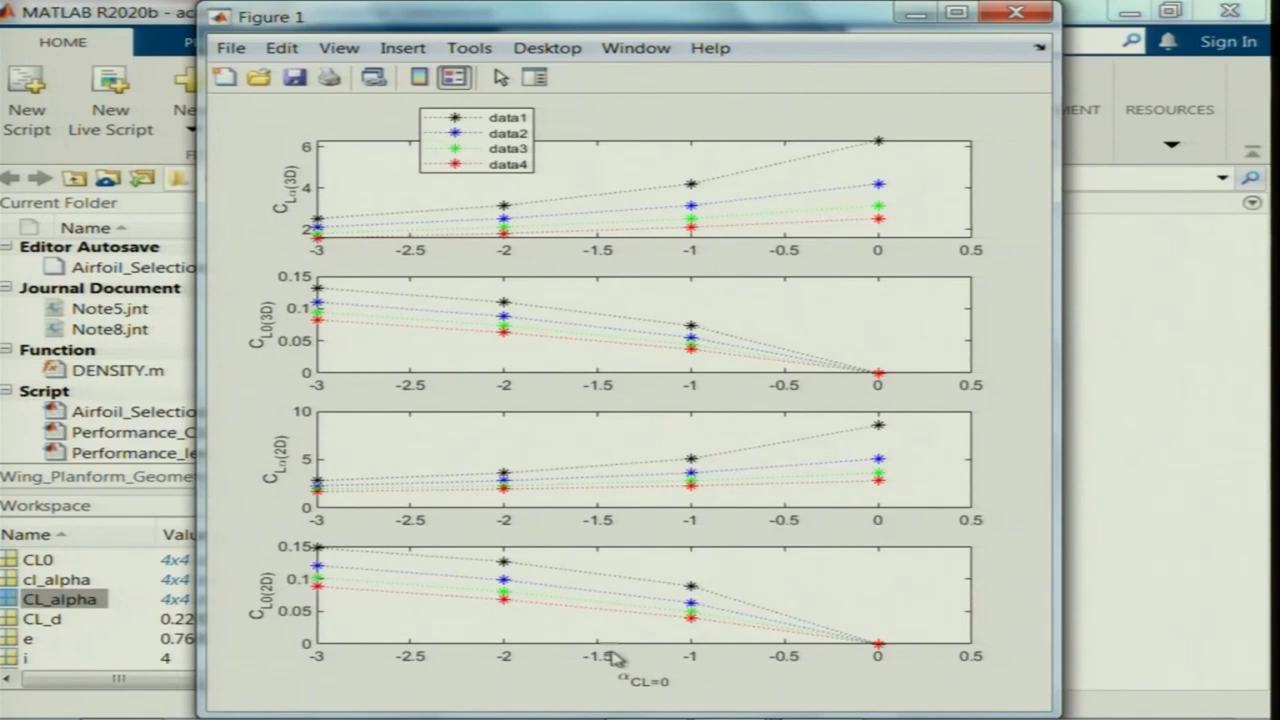 MATLAB R2020b - ac
Figure 1
HOME
File Edit View Insert Tools Desktop Window Help
Sign In
New Script
New Live Script
Ne
MENT
RESOURCES
Current Folder
Name
Editor Autosave
Airfoil_Selectio
Journal Document
Note5.jnt
Note8.jnt
Function
DENSITY.m
Script
Airfoil_Selectio
Performance_C
Performance_le
Wing_Planform_Geome
Workspace
Name Valu
CL0 4x4
cl_alpha 4x4
CL_alpha 4x4
CL_d 0.22
e 0.76
i 4
data1
data2
data3
data4
CLα(3D)
6
4
2
-3 -2.5 -2 -1.5 -1 -0.5 0 0.5
CL0(3D)
0.15
0.1
0.05
0
-3 -2.5 -2 -1.5 -1 -0.5 0 0.5
CLα(2D)
10
5
0
-3 -2.5 -2 -1.5 -1 -0.5 0 0.5
CL0(2D)
0.15
0.1
0.05
0
-3 -2.5 -2 -1.5 -1 -0.5 0 0.5
αCL=0